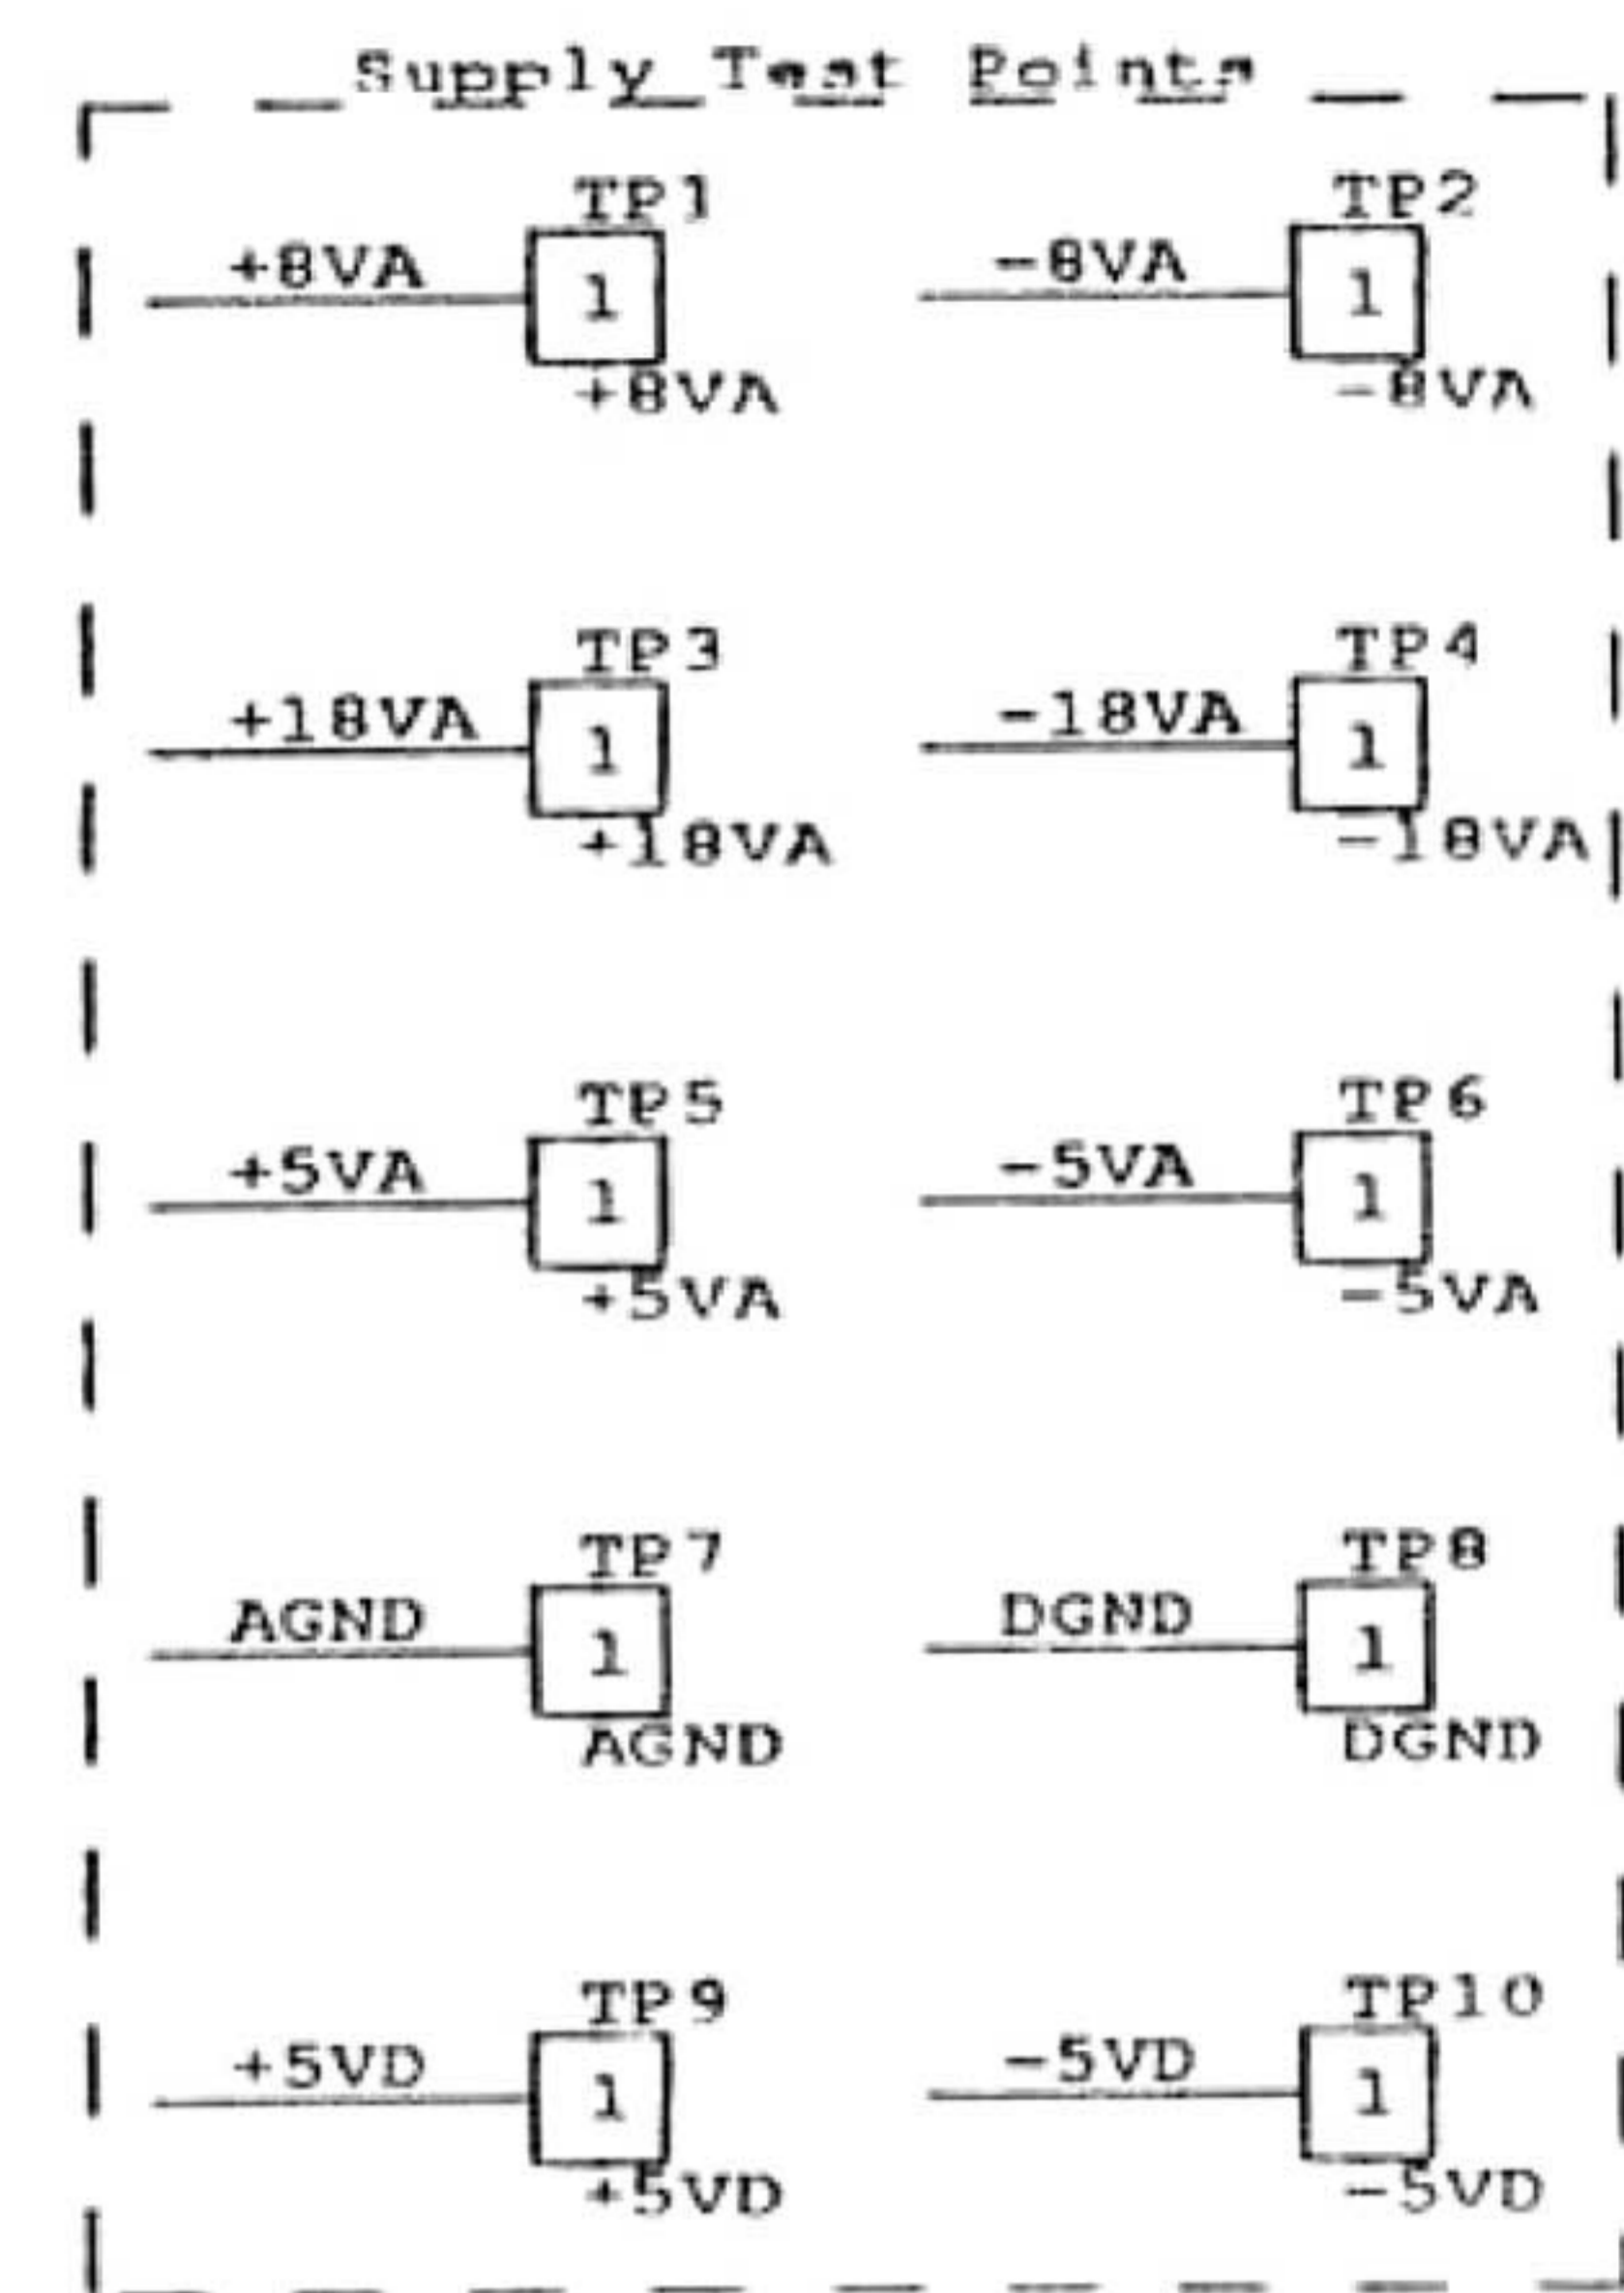 Supply Test Points
TP1 TP2
+8VA 1 -8VA 1
+8VA -8VA
TP3 TP4
+18VA 1 -18VA 1
+18VA -18VA
TP5 TP6
+5VA 1 -5VA 1
+5VA -5VA
TP7 TP8
AGND 1 DGND 1
AGND DGND
TP9 TP10
+5VD 1 -5VD 1
+5VD -5VD